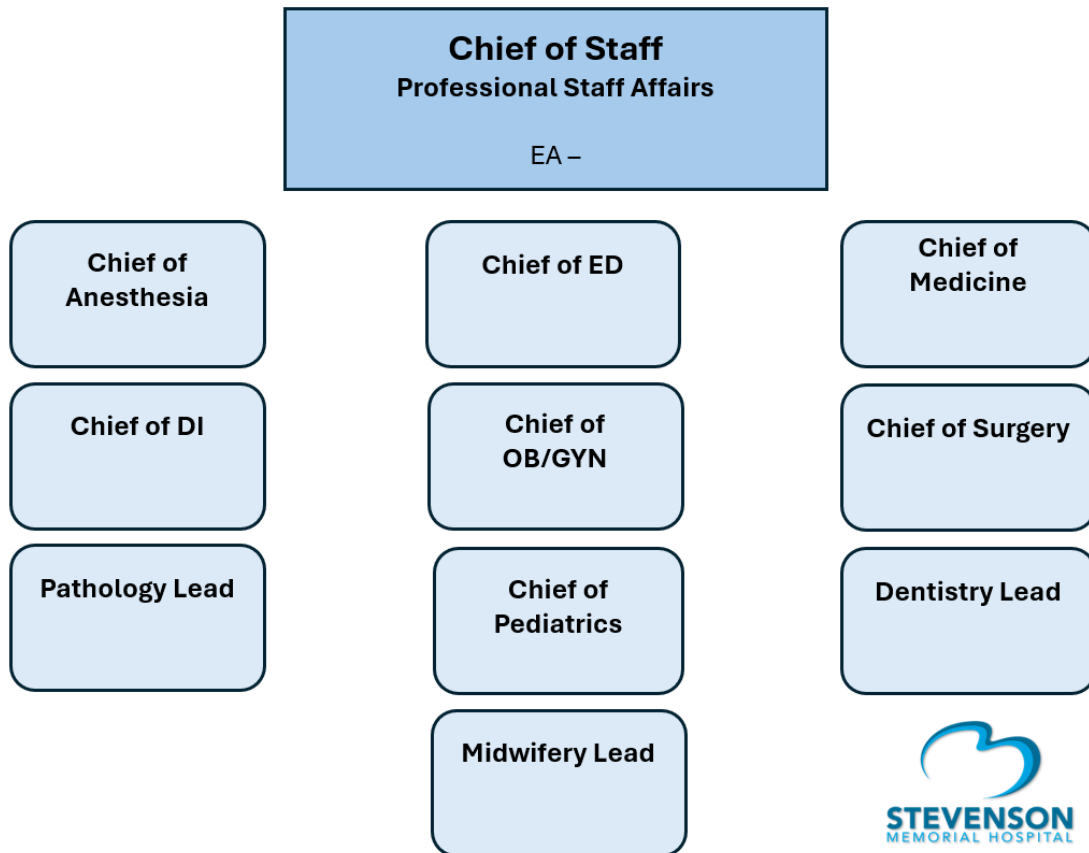 Chief of Staff
Professional Staff Affairs
EA –
Chief of
Anesthesia
Chief of ED
Chief of
Medicine
Chief of DI
Chief of
OB/GYN
Chief of Surgery
Pathology Lead
Chief of
Pediatrics
Dentistry Lead
Midwifery Lead
STEVENSON
MEMORIAL HOSPITAL